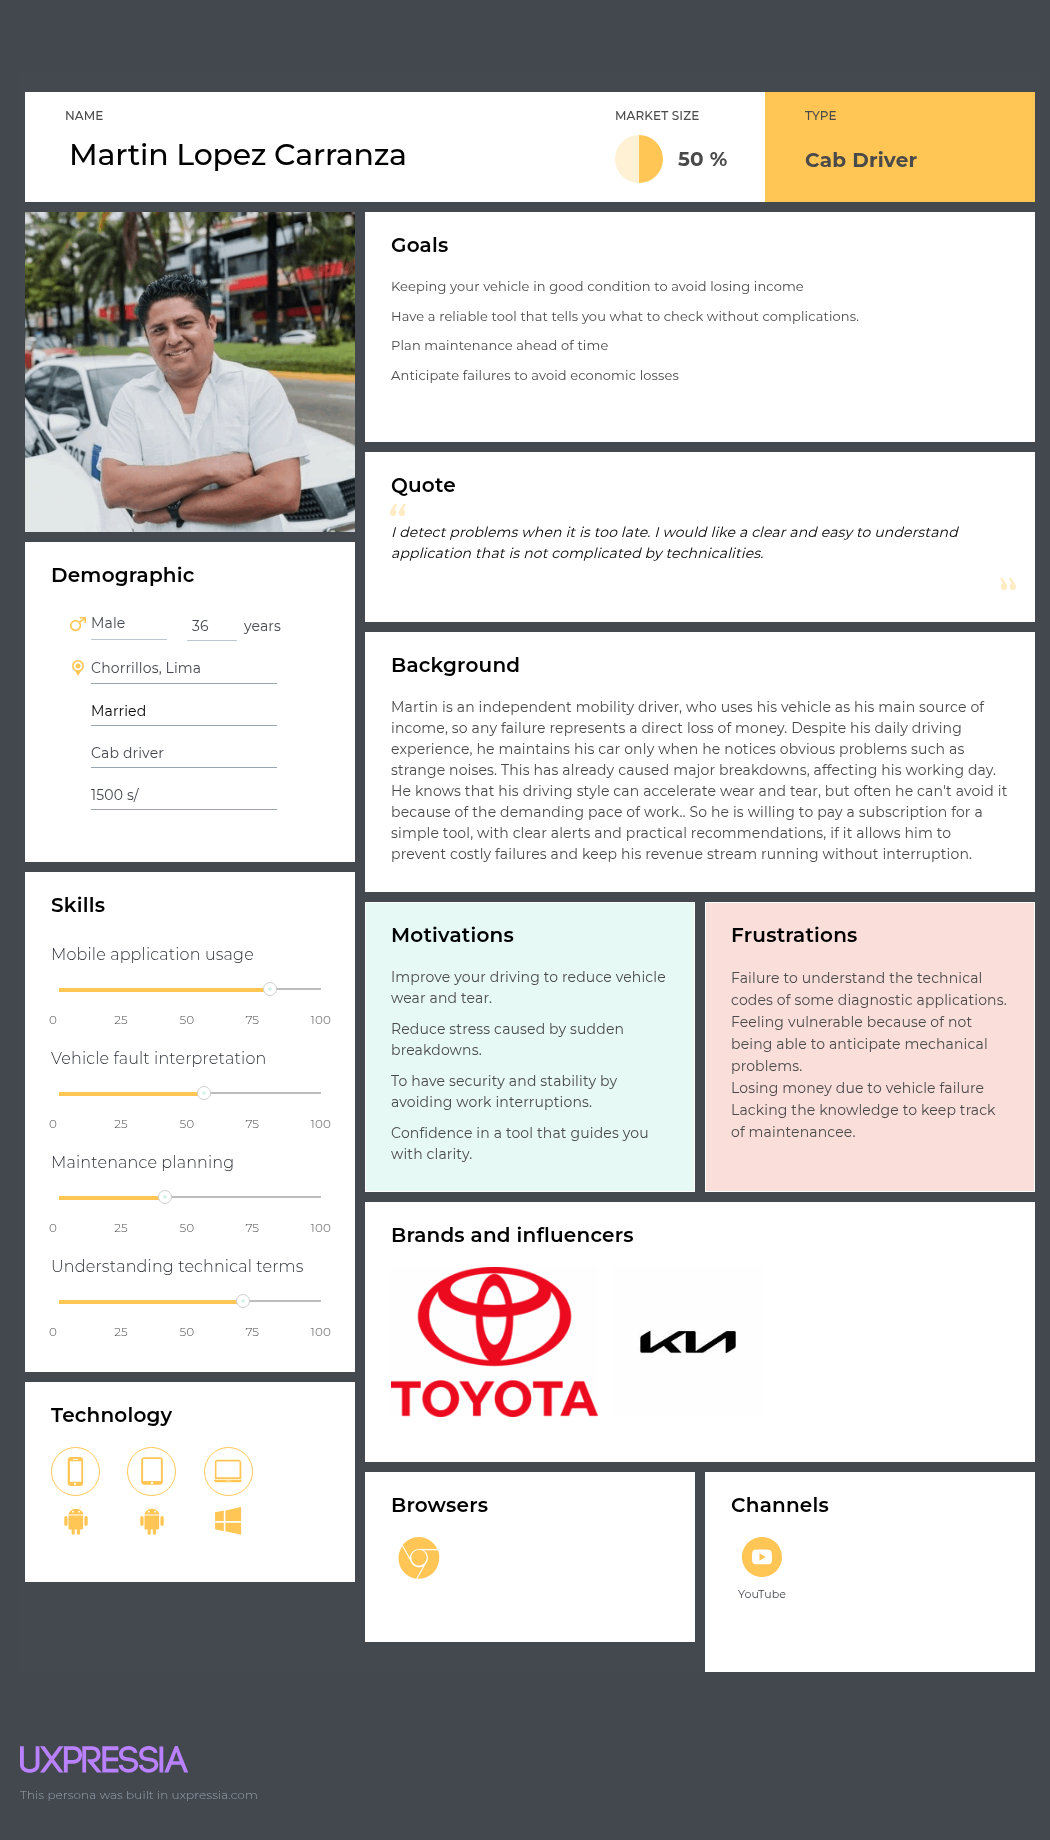 NAME
Martin Lopez Carranza
MARKET SIZE
50 %
TYPE
Cab Driver
Goals
Keeping your vehicle in good condition to avoid losing income
Have a reliable tool that tells you what to check without complications.
Plan maintenance ahead of time
Anticipate failures to avoid economic losses
Quote
“
I detect problems when it is too late. I would like a clear and easy to understand
application that is not complicated by technicalities.
”
Demographic
Male
36 years
Chorrillos, Lima
Married
Cab driver
1500 s/
Background
Martin is an independent mobility driver, who uses his vehicle as his main source of
income, so any failure represents a direct loss of money. Despite his daily driving
experience, he maintains his car only when he notices obvious problems such as
strange noises. This has already caused major breakdowns, affecting his working day.
He knows that his driving style can accelerate wear and tear, but often he can't avoid it
because of the demanding pace of work.. So he is willing to pay a subscription for a
simple tool, with clear alerts and practical recommendations, if it allows him to
prevent costly failures and keep his revenue stream running without interruption.
Skills
Mobile application usage
0 25 50 75 100
Vehicle fault interpretation
0 25 50 75 100
Maintenance planning
0 25 50 75 100
Understanding technical terms
0 25 50 75 100
Motivations
Improve your driving to reduce vehicle
wear and tear.
Reduce stress caused by sudden
breakdowns.
To have security and stability by
avoiding work interruptions.
Confidence in a tool that guides you
with clarity.
Frustrations
Failure to understand the technical
codes of some diagnostic applications.
Feeling vulnerable because of not
being able to anticipate mechanical
problems.
Losing money due to vehicle failure
Lacking the knowledge to keep track
of maintenancee.
Brands and influencers
TOYOTA
KIA
Technology
Browsers
Channels
YouTube
UXPRESSIA
This persona was built in uxpressia.com